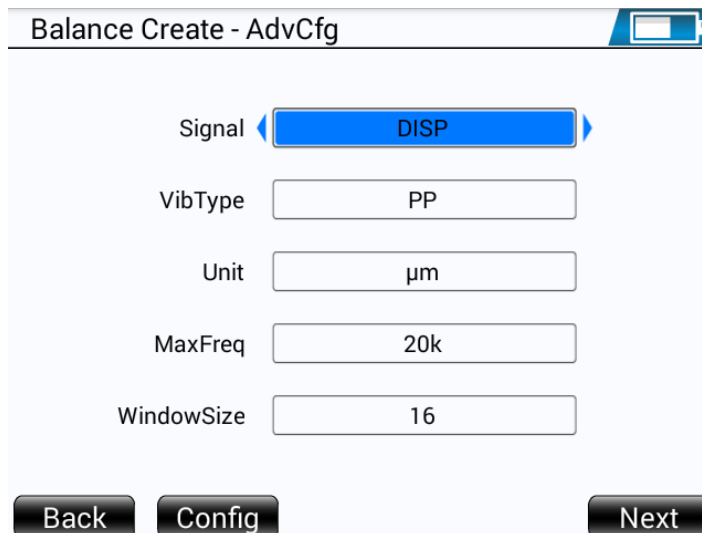 Balance Create - AdvCfg
Signal DISP
VibType PP
Unit µm
MaxFreq 20k
WindowSize 16
Back Config Next